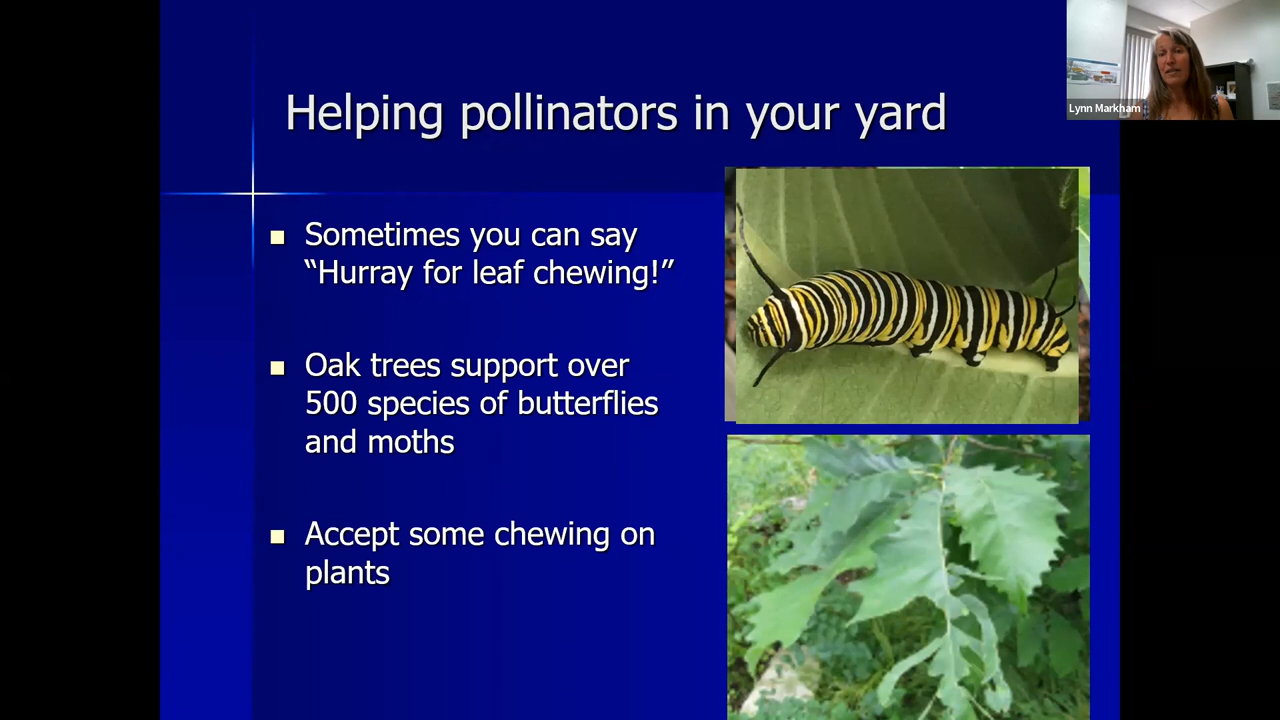 Helping pollinators in your yard
Lynn Markham
Sometimes you can say
“Hurray for leaf chewing!”
Oak trees support over
500 species of butterflies
and moths
Accept some chewing on
plants